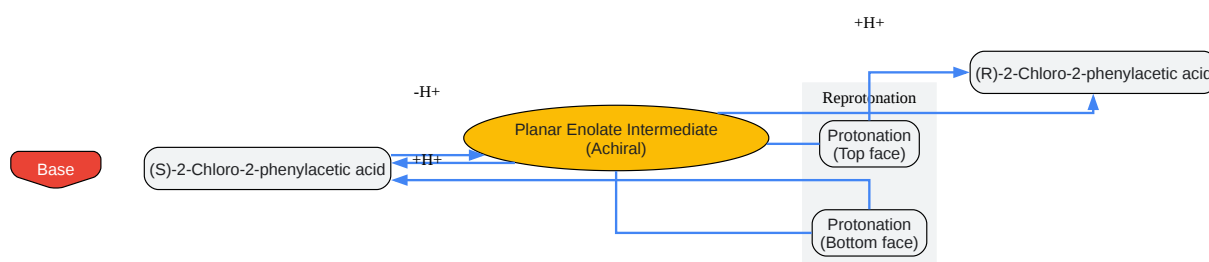 +H+
(R)-2-Chloro-2-phenylacetic acid
-H+
Reprotonation
Planar Enolate Intermediate
(Achiral)
Protonation
(Top face)
+H+
Base
(S)-2-Chloro-2-phenylacetic acid
Protonation
(Bottom face)